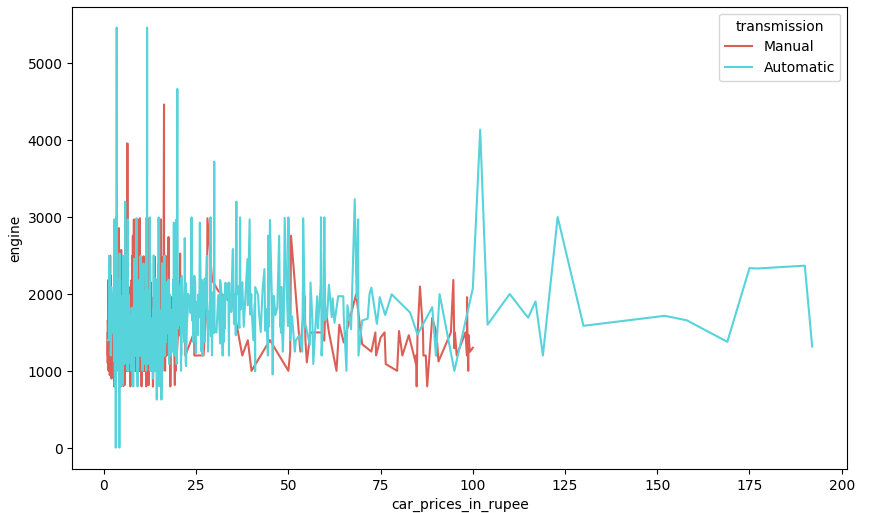 transmission
Manual
Automatic
engine
5000
4000
3000
2000
1000
0
0 25 50 75 100 125 150 175 200
car_prices_in_rupee